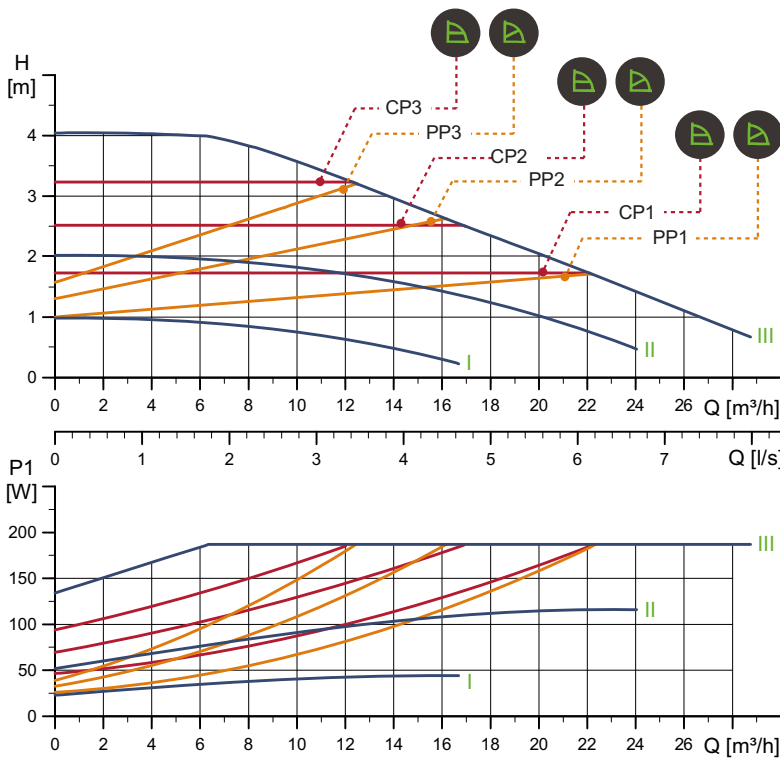 H
[m]
CP3
PP3
CP2
PP2
CP1
PP1
4
3
2
1
0
I
II
III
0 2 4 6 8 10 12 14 16 18 20 22 24 26 Q [m³/h]
0 1 2 3 4 5 6 7 Q [l/s]
P1
[W]
200
150
100
50
0
III
II
I
0 2 4 6 8 10 12 14 16 18 20 22 24 26 Q [m³/h]